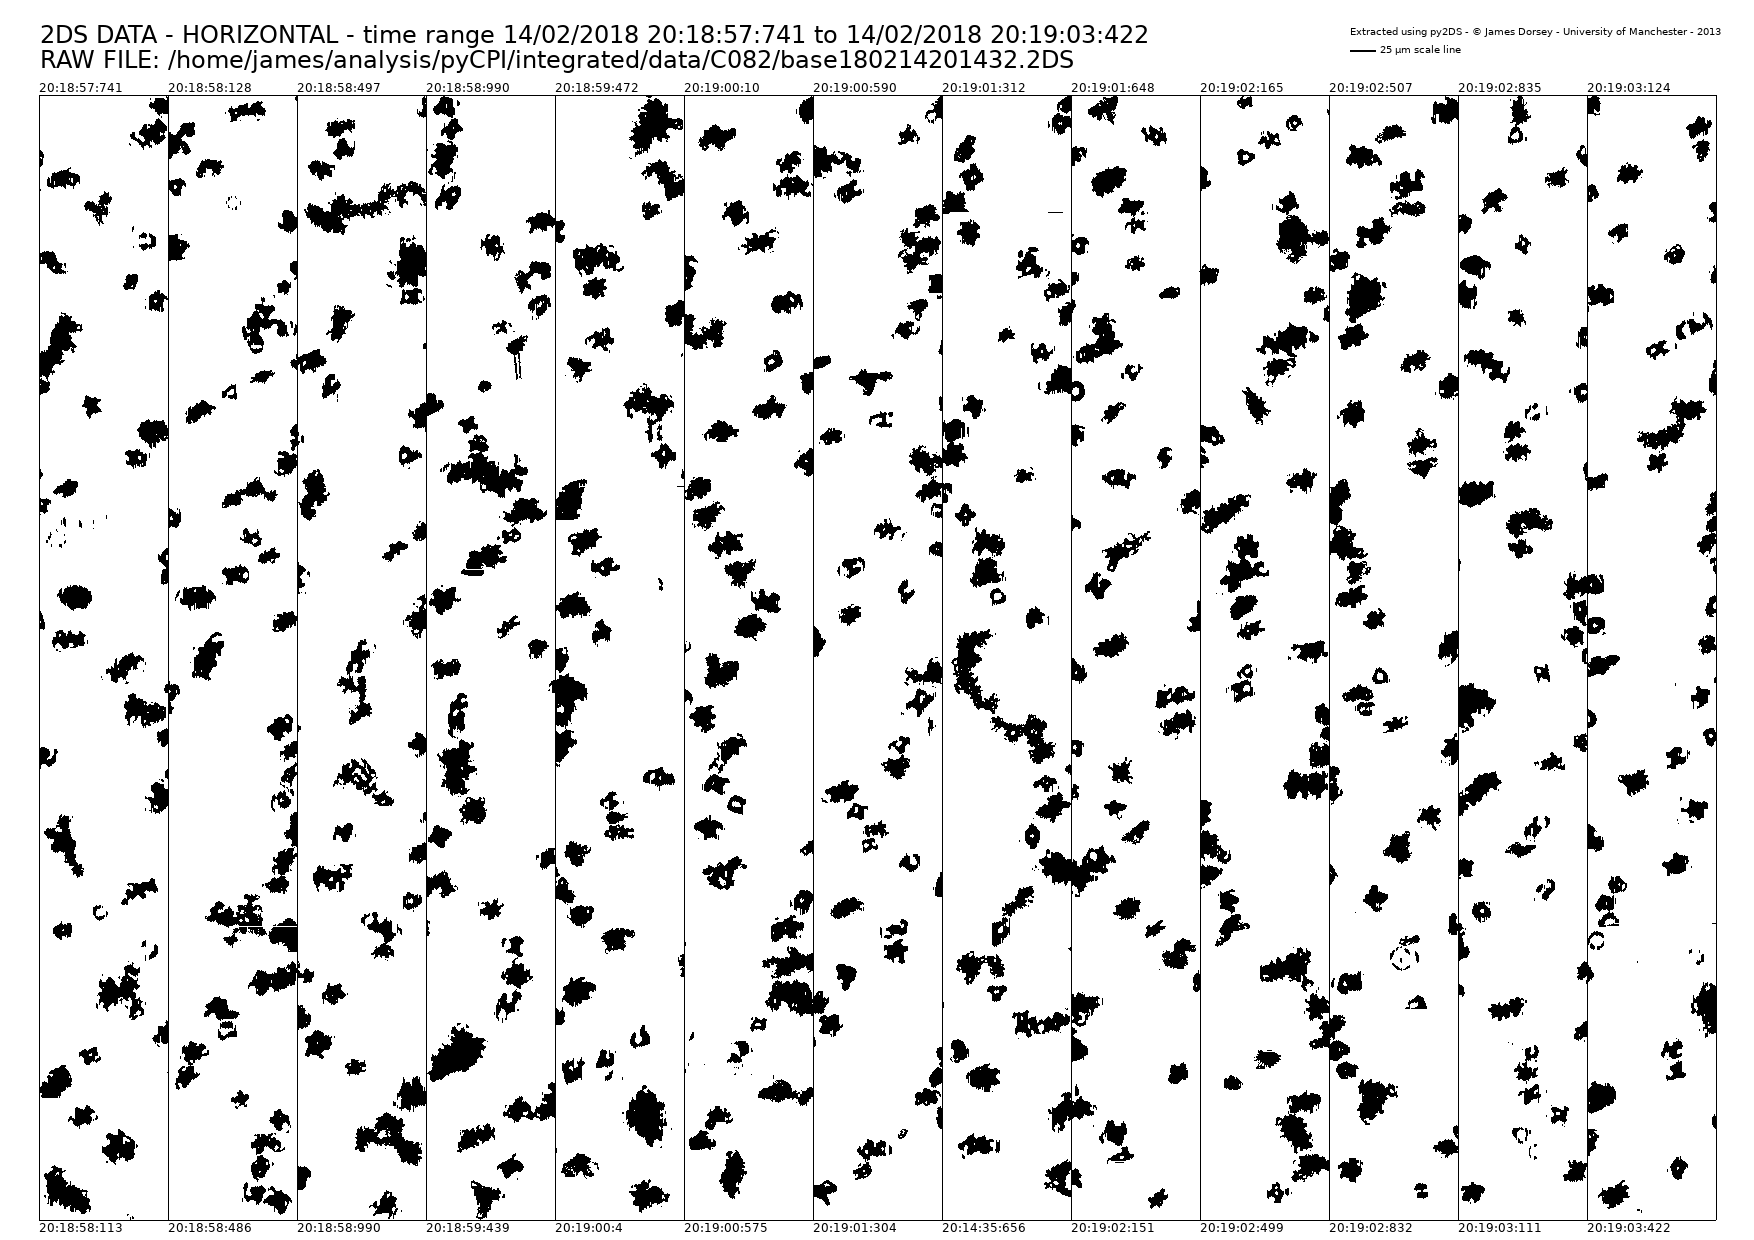 2DS DATA - HORIZONTAL - time range 14/02/2018 20:18:57:741 to 14/02/2018 20:19:03:422
RAW FILE: /home/james/analysis/pyCPI/integrated/data/C082/base180214201432.2DS
Extracted using py2DS - © James Dorsey - University of Manchester - 2013
25 µm scale line
20:18:57:741 20:18:58:128 20:18:58:497 20:18:58:990 20:18:59:472 20:19:00:10 20:19:00:590 20:19:01:312 20:19:01:648 20:19:02:165 20:19:02:507 20:19:02:835 20:19:03:124
20:18:58:113 20:18:58:486 20:18:58:990 20:18:59:439 20:19:00:4 20:19:00:575 20:19:01:304 20:14:35:656 20:19:02:151 20:19:02:499 20:19:02:832 20:19:03:111 20:19:03:422